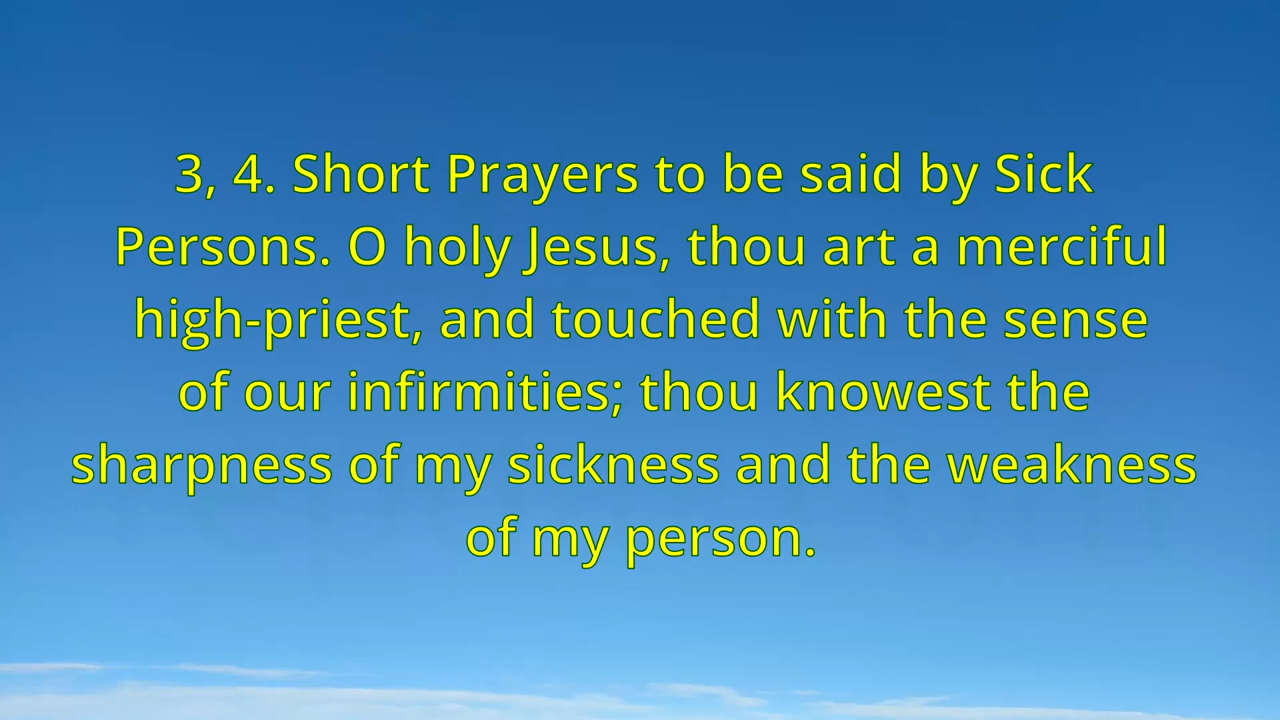 3, 4. Short Prayers to be said by Sick
Persons. O holy Jesus, thou art a merciful
high-priest, and touched with the sense
of our infirmities; thou knowest the
sharpness of my sickness and the weakness
of my person.